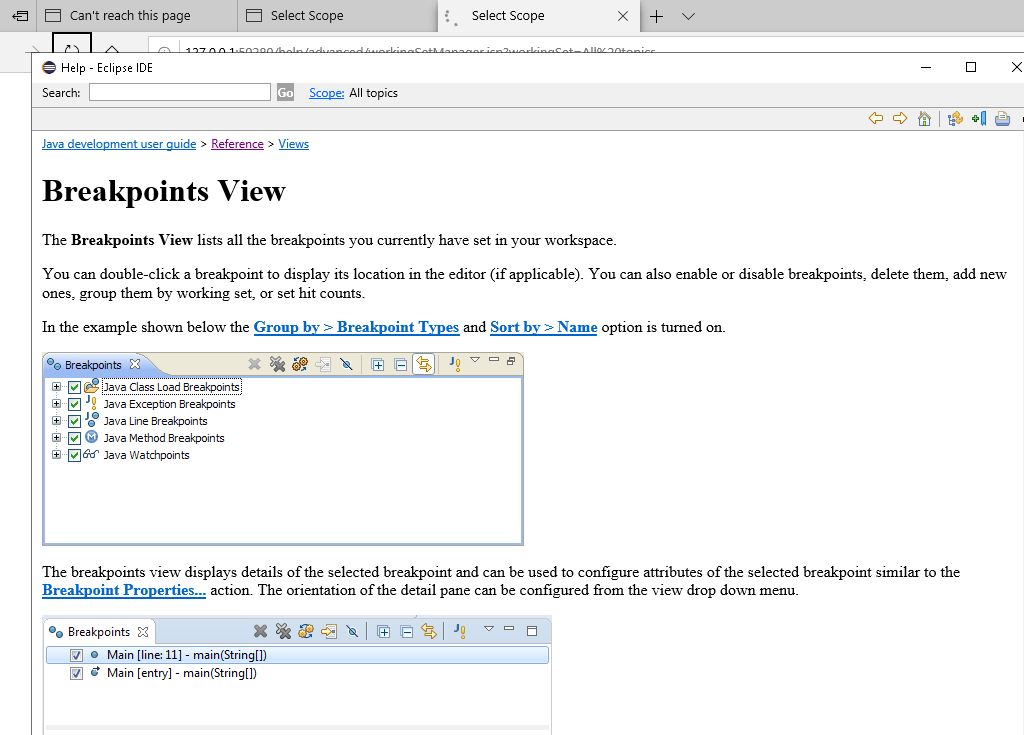 Can't reach this page
Select Scope
Select Scope
127.0.0.1:50280/help/advanced/workingSetManager.jsp?workingSet=All%20topics
Help - Eclipse IDE
Search:
Go
Scope: All topics
Java development user guide > Reference > Views
Breakpoints View
The Breakpoints View lists all the breakpoints you currently have set in your workspace.
You can double-click a breakpoint to display its location in the editor (if applicable). You can also enable or disable breakpoints, delete them, add new
ones, group them by working set, or set hit counts.
In the example shown below the Group by > Breakpoint Types and Sort by > Name option is turned on.
Breakpoints
Java Class Load Breakpoints
Java Exception Breakpoints
Java Line Breakpoints
Java Method Breakpoints
Java Watchpoints
The breakpoints view displays details of the selected breakpoint and can be used to configure attributes of the selected breakpoint similar to the
Breakpoint Properties... action. The orientation of the detail pane can be configured from the view drop down menu.
Breakpoints
Main [line: 11] - main(String[])
Main [entry] - main(String[])